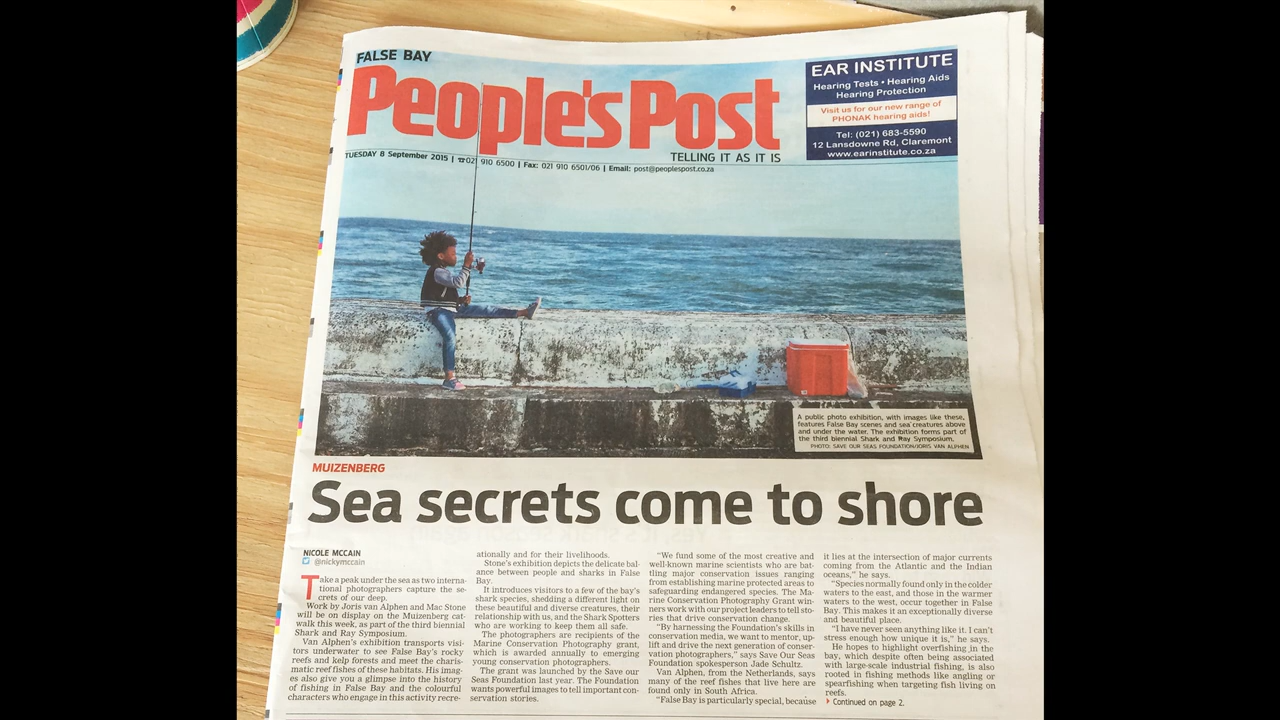 FALSE BAY
People's Post
TELLING IT AS IT IS
TUESDAY 8 September 2015 | ☎021 910 6500 | Fax: 021 910 6501/06 | Email: post@peoplespost.co.za
EAR INSTITUTE
Hearing Tests • Hearing Aids
Hearing Protection
Visit us for our new range of
PHONAK hearing aids!
Tel: (021) 683-5590
12 Lansdowne Rd, Claremont
www.earinstitute.co.za
A public photo exhibition, with images like these,
features False Bay scenes and sea creatures above
and under the water. The exhibition forms part of
the third biennial Shark and Ray Symposium.
PHOTO: SAVE OUR SEAS FOUNDATION/JORIS VAN ALPHEN
MUIZENBERG
Sea secrets come to shore
NICOLE MCCAIN
@nickymccain
Take a peak under the sea as two interna-
tional photographers capture the se-
crets of our deep.
Work by Joris van Alphen and Mac Stone
will be on display on the Muizenberg cat-
walk this week, as part of the third biennial
Shark and Ray Symposium.
Van Alphen's exhibition transports visi-
tors underwater to see False Bay's rocky
reefs and kelp forests and meet the charis-
matic reef fishes of these habitats. His imag-
es also give you a glimpse into the history
of fishing in False Bay and the colourful
characters who engage in this activity recre-
ationally and for their livelihoods.
Stone's exhibition depicts the delicate bal-
ance between people and sharks in False
Bay.
It introduces visitors to a few of the bay's
shark species, shedding a different light on
these beautiful and diverse creatures, their
relationship with us, and the Shark Spotters
who are working to keep them all safe.
The photographers are recipients of the
Marine Conservation Photography grant,
which is awarded annually to emerging
young conservation photographers.
The grant was launched by the Save our
Seas Foundation last year. The Foundation
wants powerful images to tell important con-
servation stories.
"We fund some of the most creative and
well-known marine scientists who are bat-
tling major conservation issues ranging
from establishing marine protected areas to
safeguarding endangered species. The Ma-
rine Conservation Photography Grant win-
ners work with our project leaders to tell sto-
ries that drive conservation change.
"By harnessing the Foundation's skills in
conservation media, we want to mentor, up-
lift and drive the next generation of conser-
vation photographers," says Save Our Seas
Foundation spokesperson Jade Schultz.
Van Alphen, from the Netherlands, says
many of the reef fishes that live here are
found only in South Africa.
"False Bay is particularly special, because
it lies at the intersection of major currents
coming from the Atlantic and the Indian
oceans," he says.
"Species normally found only in the colder
waters to the east, and those in the warmer
waters to the west, occur together in False
Bay. This makes it an exceptionally diverse
and beautiful place.
"I have never seen anything like it. I can't
stress enough how unique it is," he says.
He hopes to highlight overfishing in the
bay, which despite often being associated
with large-scale industrial fishing, is also
rooted in fishing methods like angling or
spearfishing when targeting fish living on
reefs.
Continued on page 2.